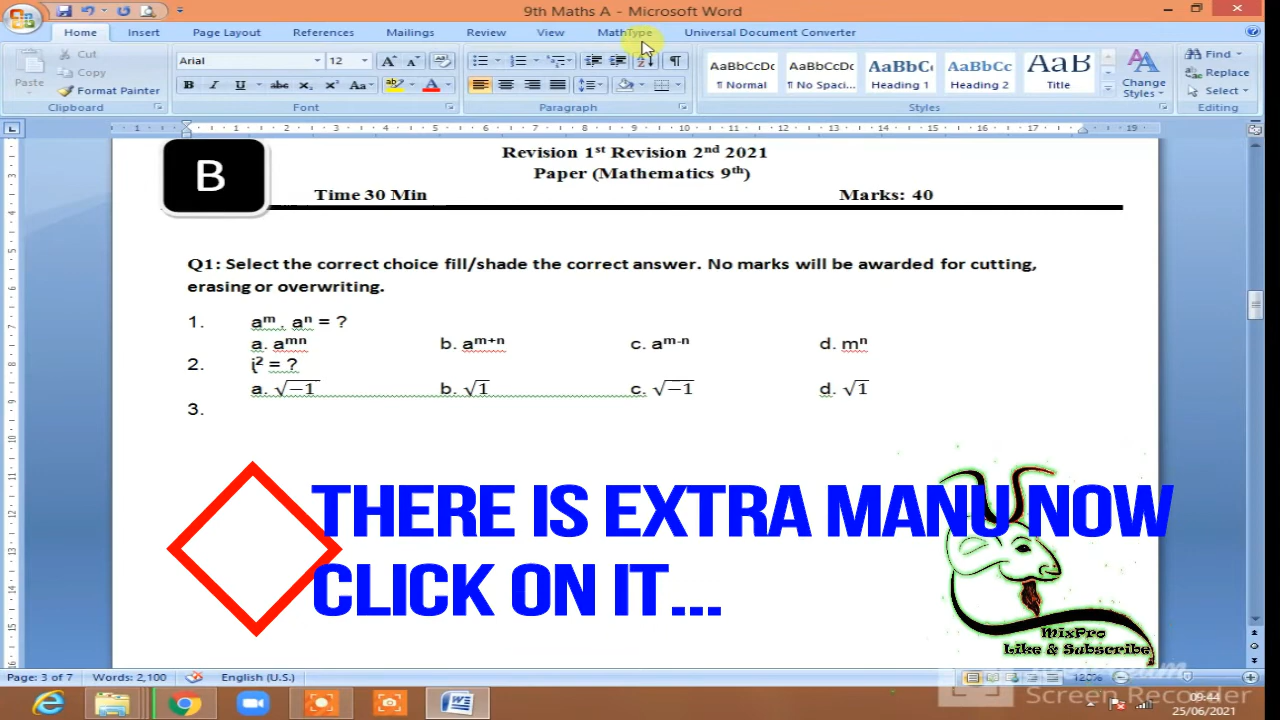 9th Maths A - Microsoft Word
Home Insert Page Layout References Mailings Review View MathType Universal Document Converter
Paste Cut Copy Format Painter Clipboard
Arial 12 Font
Paragraph
AaBbCcDc AaBbCcDc AaBbC AaBbCc AaB
¶ Normal ¶ No Spaci... Heading 1 Heading 2 Title Change Styles Styles
Find Replace Select Editing
B
Revision 1st Revision 2nd 2021
Paper (Mathematics 9th)
Time 30 Min Marks: 40
Q1: Select the correct choice fill/shade the correct answer. No marks will be awarded for cutting,
erasing or overwriting.
1. aᵐ . aⁿ = ?
a. aᵐⁿ b. aᵐ⁺ⁿ c. aᵐ⁻ⁿ d. mⁿ
2. i² = ?
a. √−1 b. √1 c. √−1 d. √1
3.
THERE IS EXTRA MANU NOW
CLICK ON IT...
MixPro
Like & Subscribe
Page: 3 of 7 Words: 2,100 English (U.S.) 120%
Screen Recorder
09:44
25/06/2021